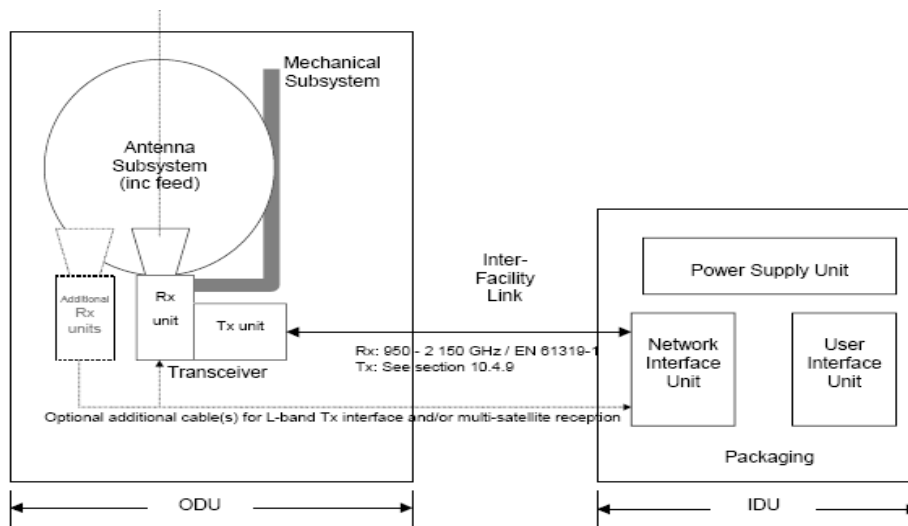 Mechanical
Subsystem
Antenna
Subsystem
(inc feed)
Additional
Rx
units
Rx
unit
Tx unit
Transceiver
Inter-
Facility
Link
Rx: 950 - 2 150 GHz / EN 61319-1
Tx: See section 10.4.9
Optional additional cable(s) for L-band Tx interface and/or multi-satellite reception
Power Supply Unit
Network
Interface
Unit
User
Interface
Unit
Packaging
ODU
IDU